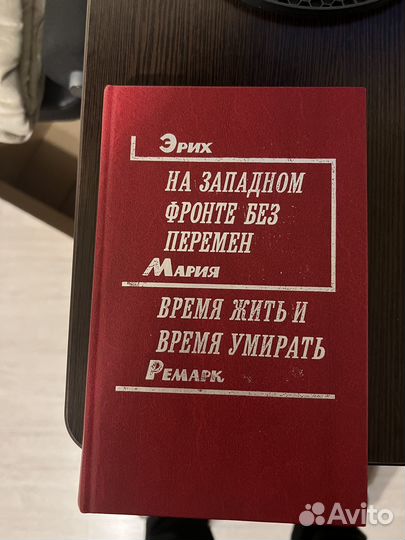 Эрих
НА ЗАПАДНОМ
ФРОНТЕ БЕЗ
ПЕРЕМЕН
Мария
ВРЕМЯ ЖИТЬ И
ВРЕМЯ УМИРАТЬ
Ремарк
Avito